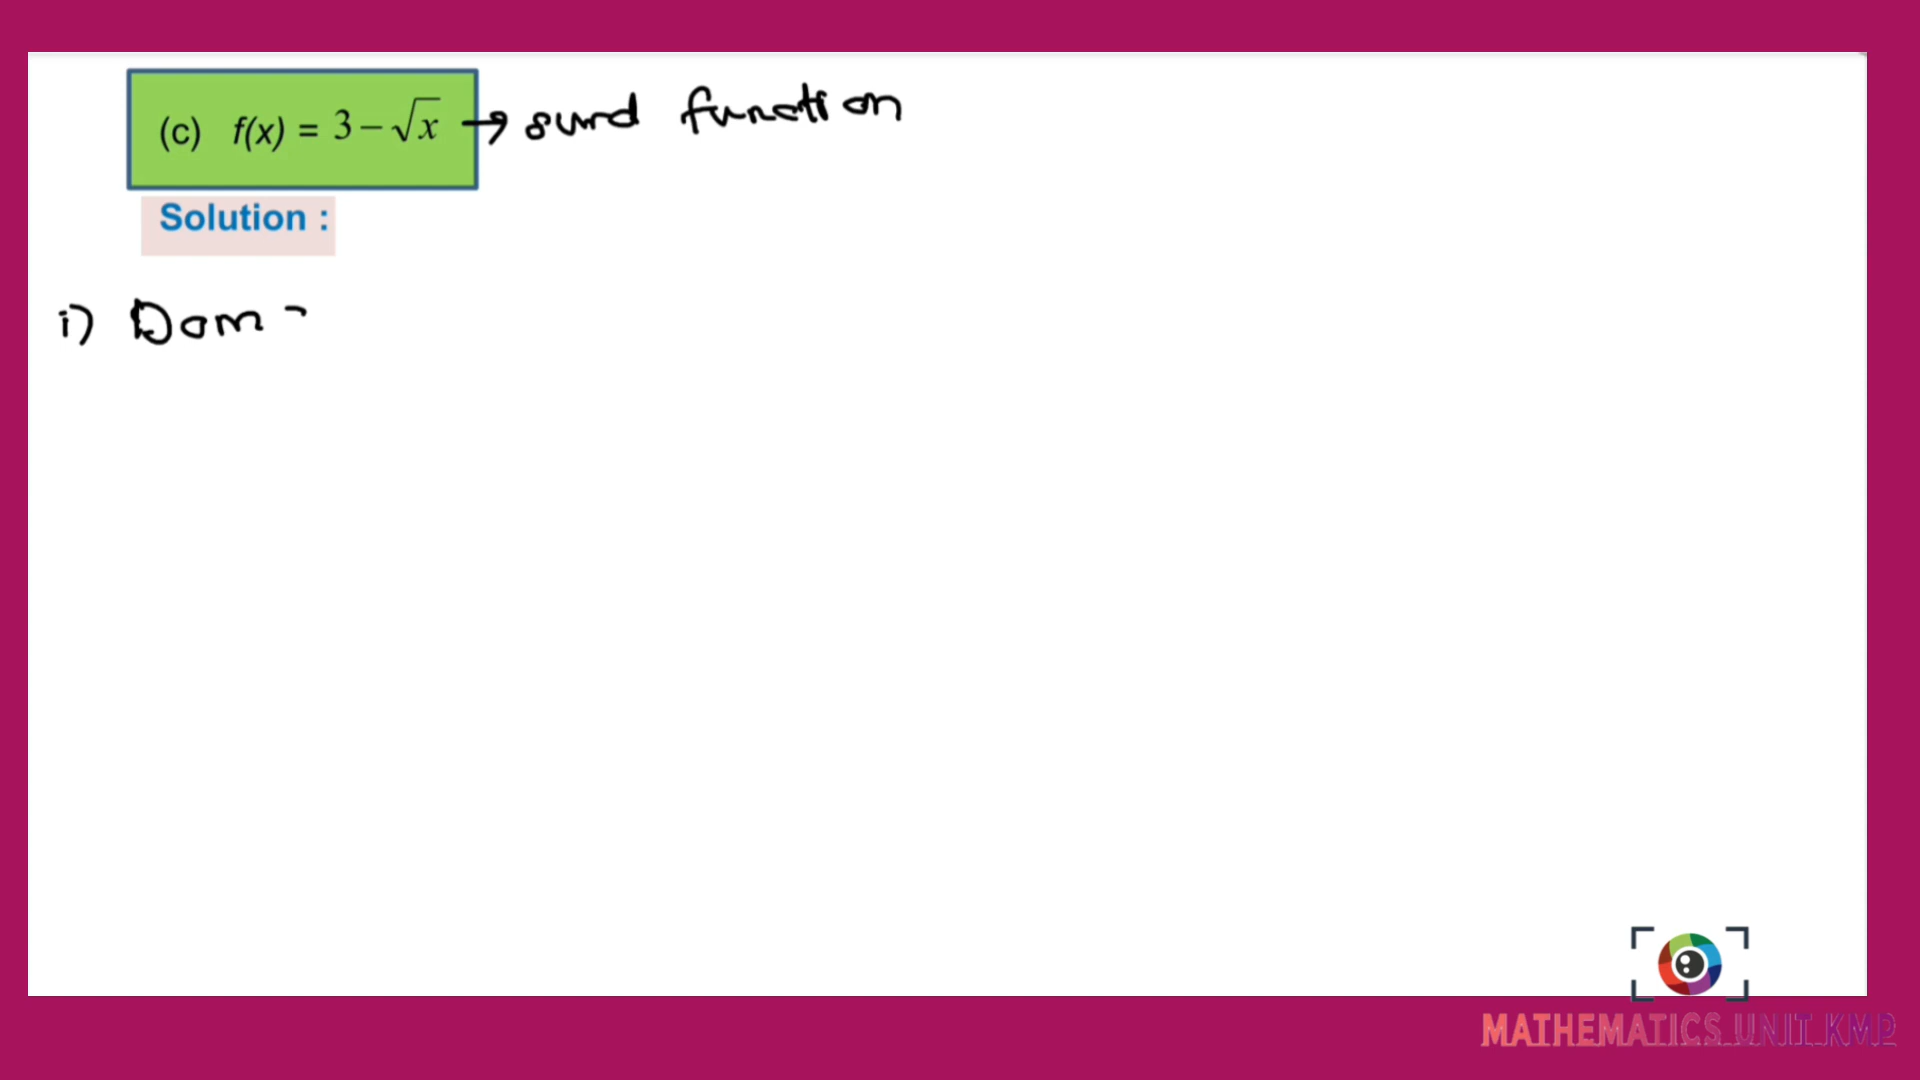 (c) f(x) = 3 − √x → surd function
Solution :
i) Dom -
MATHEMATICS UNIT KMP